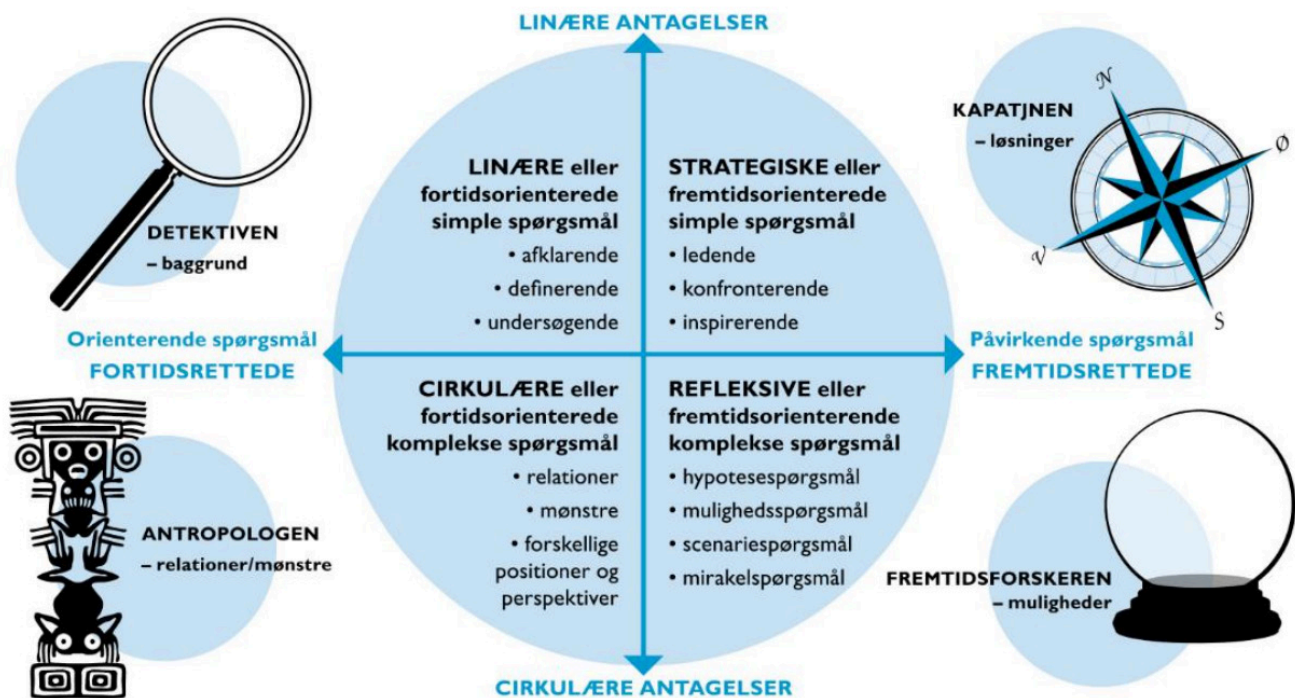 LINÆRE ANTAGELSER
DETEKTIVEN
– baggrund
LINÆRE eller
fortidsorienterede
simple spørgsmål
• afklarende
• definerende
• undersøgende
STRATEGISKE eller
fremtidsorienterede
simple spørgsmål
• ledende
• konfronterende
• inspirerende
KAPATJNEN
– løsninger
N
Ø
V
S
Orienterende spørgsmål
FORTIDSRETTEDE
Påvirkende spørgsmål
FREMTIDSRETTEDE
ANTROPOLOGEN
– relationer/mønstre
CIRKULÆRE eller
fortidsorienterede
komplekse spørgsmål
• relationer
• mønstre
• forskellige
positioner og
perspektiver
REFLEKSIVE eller
fremtidsorienterende
komplekse spørgsmål
• hypotesespørgsmål
• mulighedsspørgsmål
• scenariespørgsmål
• mirakelspørgsmål
FREMTIDSFORSKEREN
– muligheder
CIRKULÆRE ANTAGELSER